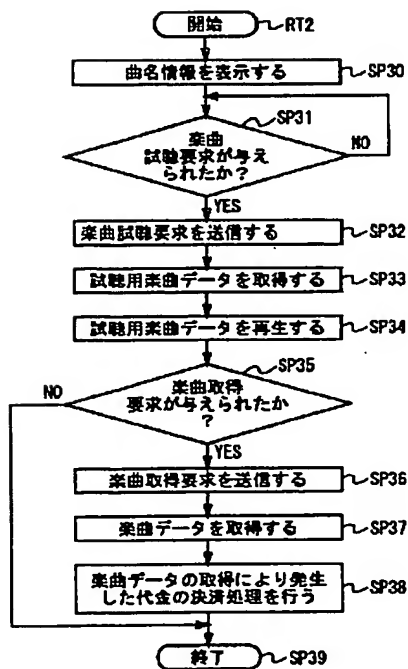 開始
RT2
曲名情報を表示する
SP30
SP31
楽曲
試聴要求が与え
られたか?
NO
YES
楽曲試聴要求を送信する
SP32
試聴用楽曲データを取得する
SP33
試聴用楽曲データを再生する
SP34
SP35
NO
楽曲取得
要求が与えられたか
?
YES
楽曲取得要求を送信する
SP36
楽曲データを取得する
SP37
楽曲データの取得により発生
した代金の決済処理を行う
SP38
終了
SP39